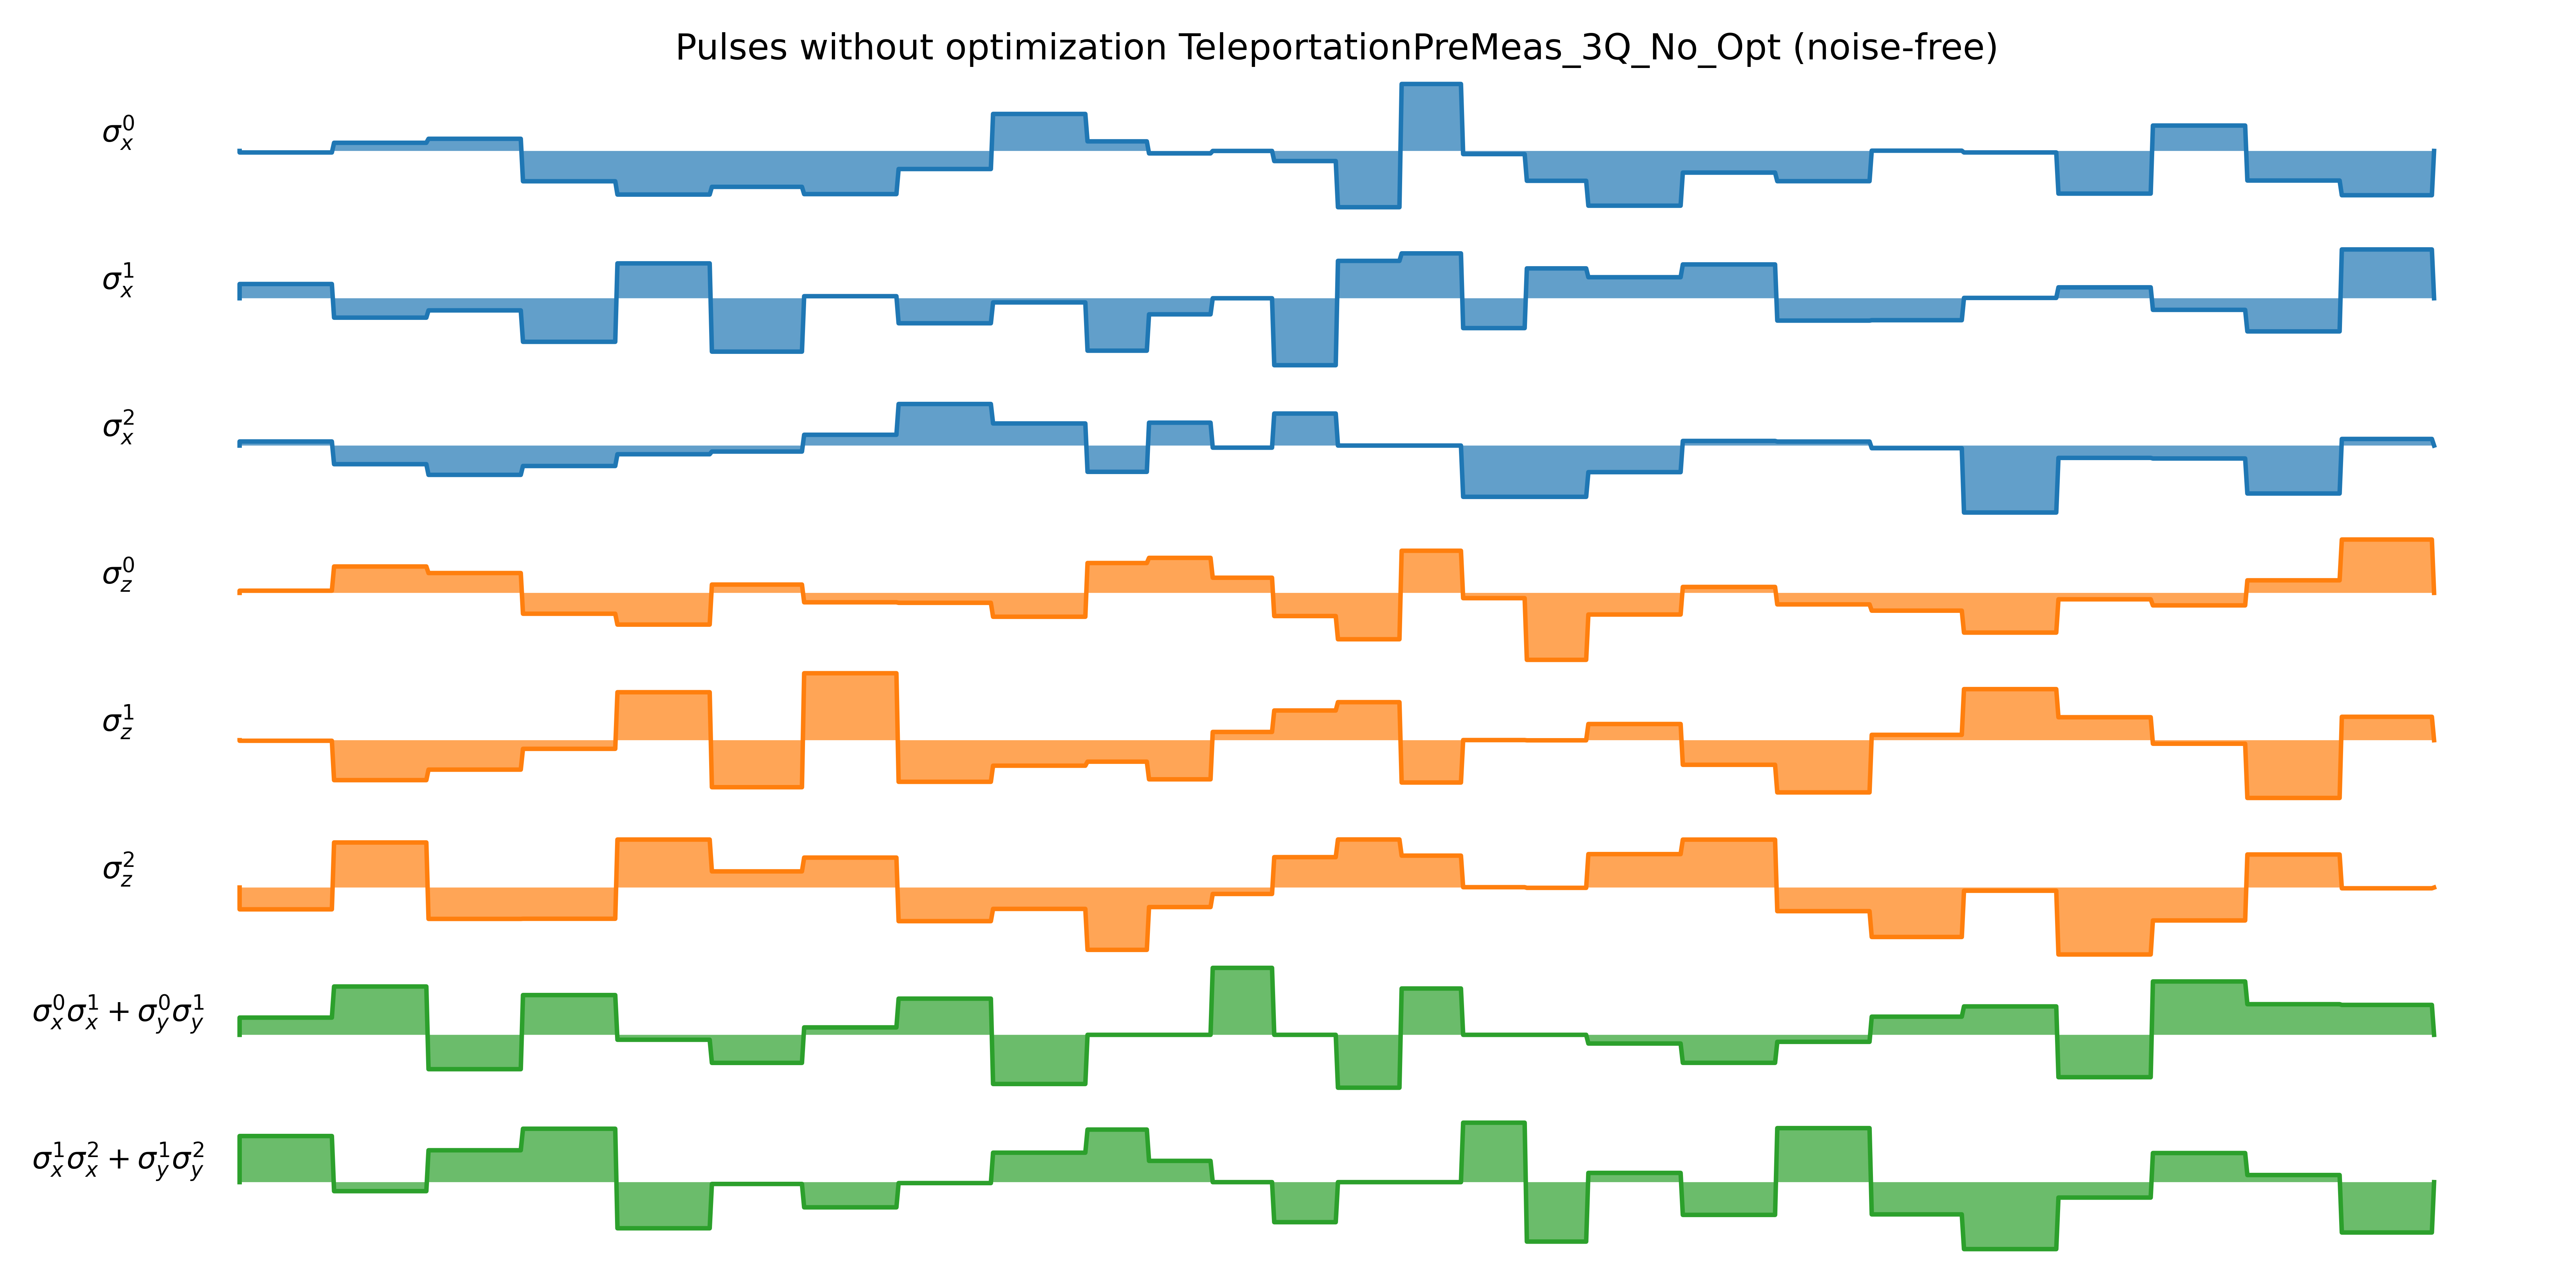 Pulses without optimization TeleportationPreMeas_3Q_No_Opt (noise-free)
σ_x^0
σ_x^1
σ_x^2
σ_z^0
σ_z^1
σ_z^2
σ_x^0σ_x^1 + σ_y^0σ_y^1
σ_x^1σ_x^2 + σ_y^1σ_y^2